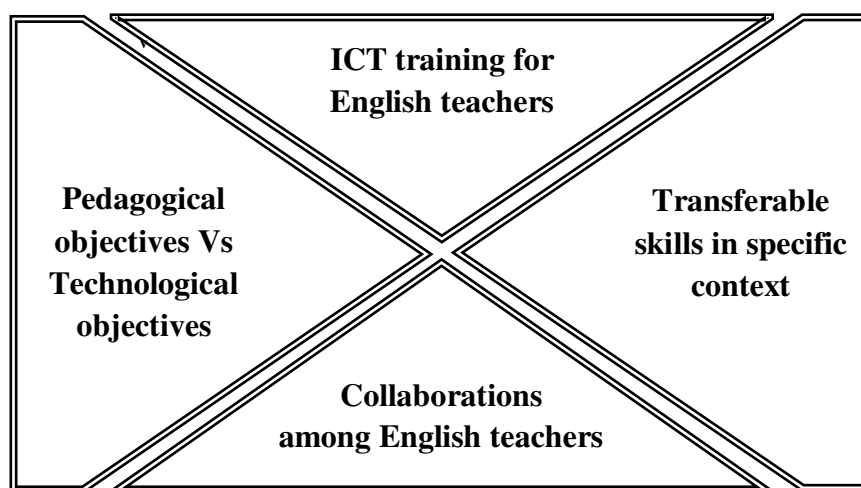 ICT training for
English teachers
Pedagogical
objectives Vs
Technological
objectives
Transferable
skills in specific
context
Collaborations
among English teachers